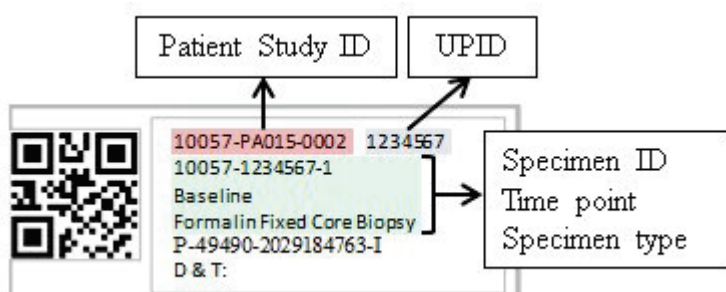 Patient Study ID
UPID
10057-PA015-0002 1234567
10057-1234567-1
Baseline
Formalin Fixed Core Biopsy
P-49490-2029184763-I
D & T:
Specimen ID
Time point
Specimen type